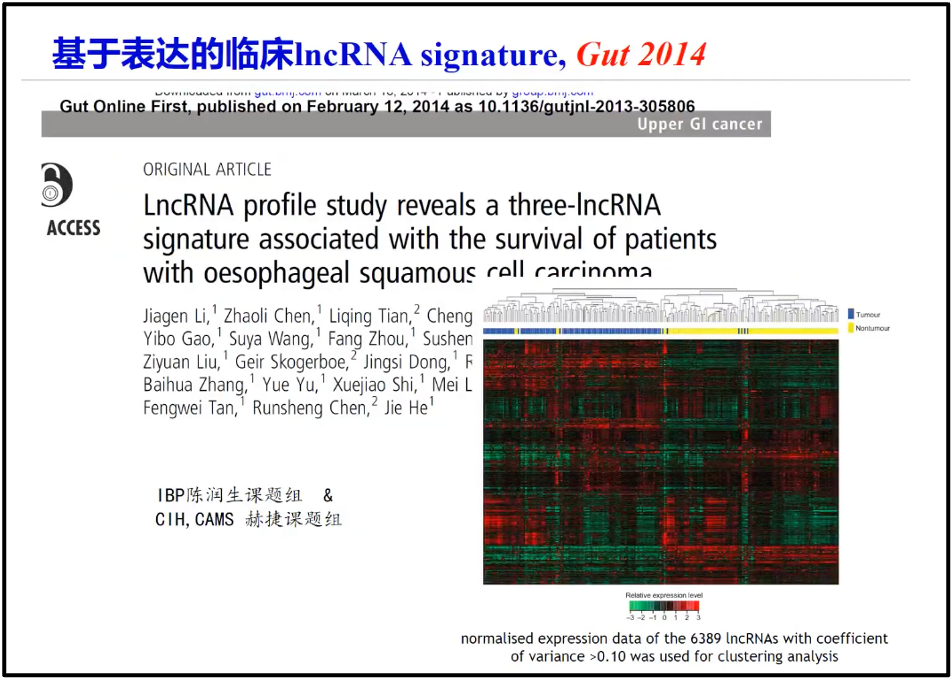 基于表达的临床lncRNA signature, Gut 2014
Downloaded from gut.bmj.com on March 16, 2014 - Published by group.bmj.com
Gut Online First, published on February 12, 2014 as 10.1136/gutjnl-2013-305806
Upper GI cancer
ACCESS
ORIGINAL ARTICLE
LncRNA profile study reveals a three-lncRNA
signature associated with the survival of patients
with oesophageal squamous cell carcinoma
Jiagen Li,1 Zhaoli Chen,1 Liqing Tian,2 Cheng
Yibo Gao,1 Suya Wang,1 Fang Zhou,1 Sushen
Ziyuan Liu,1 Geir Skogerboe,2 Jingsi Dong,1 R
Baihua Zhang,1 Yue Yu,1 Xuejiao Shi,1 Mei L
Fengwei Tan,1 Runsheng Chen,2 Jie He1
IBP陈润生课题组 &
CIH,CAMS 赫捷课题组
Tumour
Nontumour
Relative expression level
-3 -2 -1 0 1 2 3
normalised expression data of the 6389 lncRNAs with coefficient
of variance >0.10 was used for clustering analysis